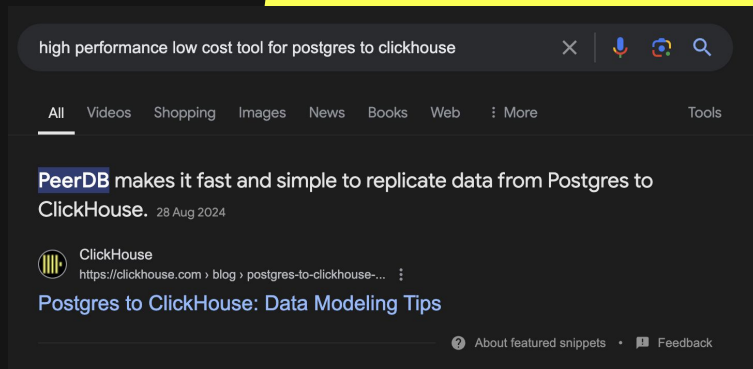 high performance low cost tool for postgres to clickhouse
All Videos Shopping Images News Books Web More Tools
PeerDB makes it fast and simple to replicate data from Postgres to
ClickHouse. 28 Aug 2024
ClickHouse
https://clickhouse.com › blog › postgres-to-clickhouse-...
Postgres to ClickHouse: Data Modeling Tips
About featured snippets • Feedback